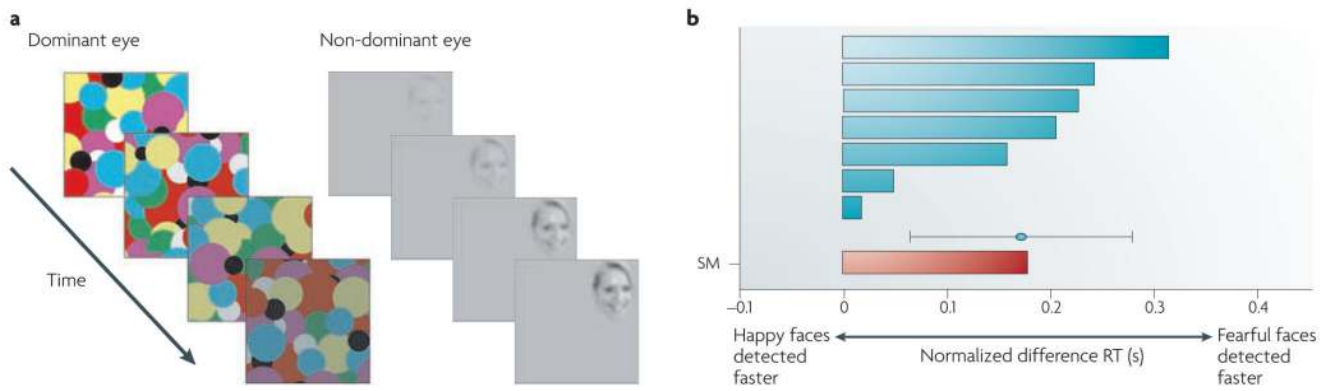 a
Dominant eye
Non-dominant eye
Time
b
SM
–0.1
0
0.1
0.2
0.3
0.4
Happy faces
detected
faster
Normalized difference RT (s)
Fearful faces
detected
faster